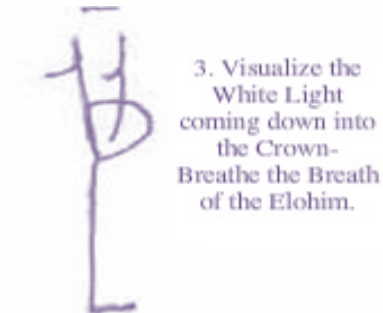 3. Visualize the
White Light
coming down into
the Crown-
Breathe the Breath
of the Elohim.